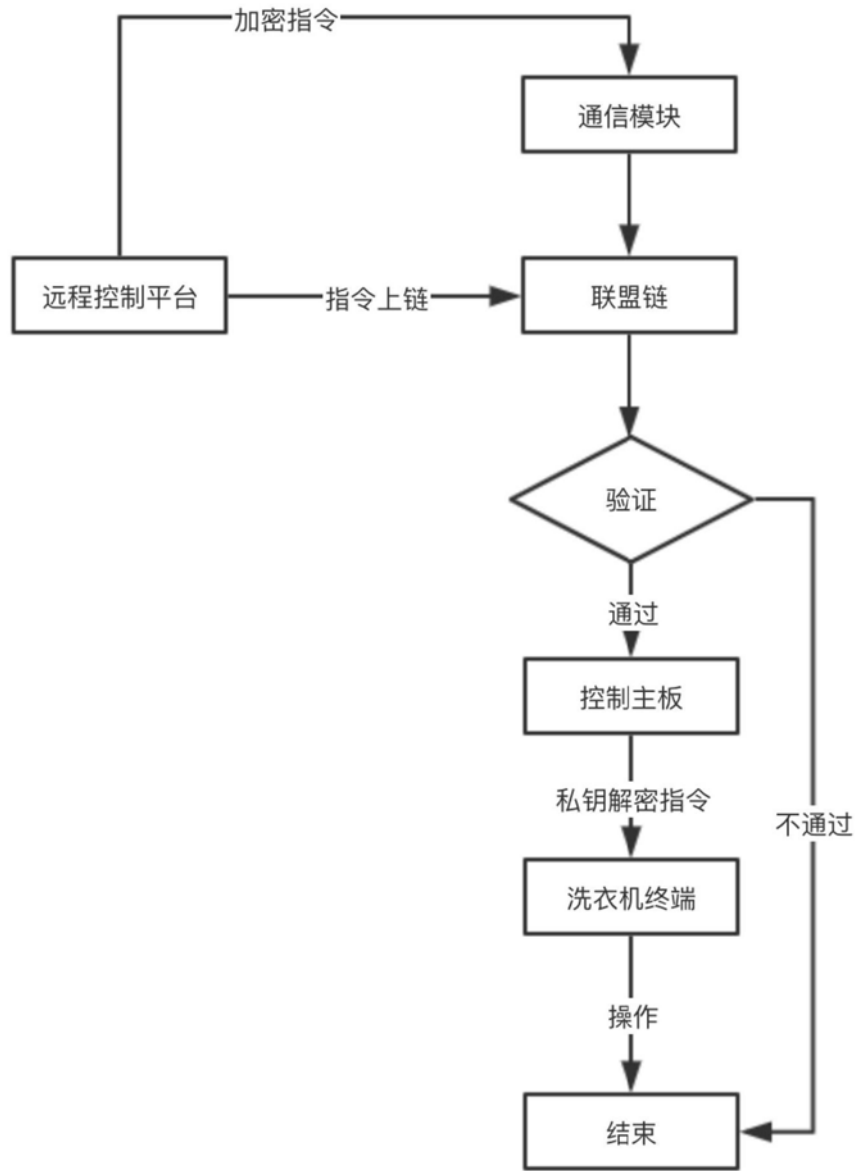 加密指令
通信模块
远程控制平台
指令上链
联盟链
验证
通过
控制主板
私钥解密指令
不通过
洗衣机终端
操作
结束